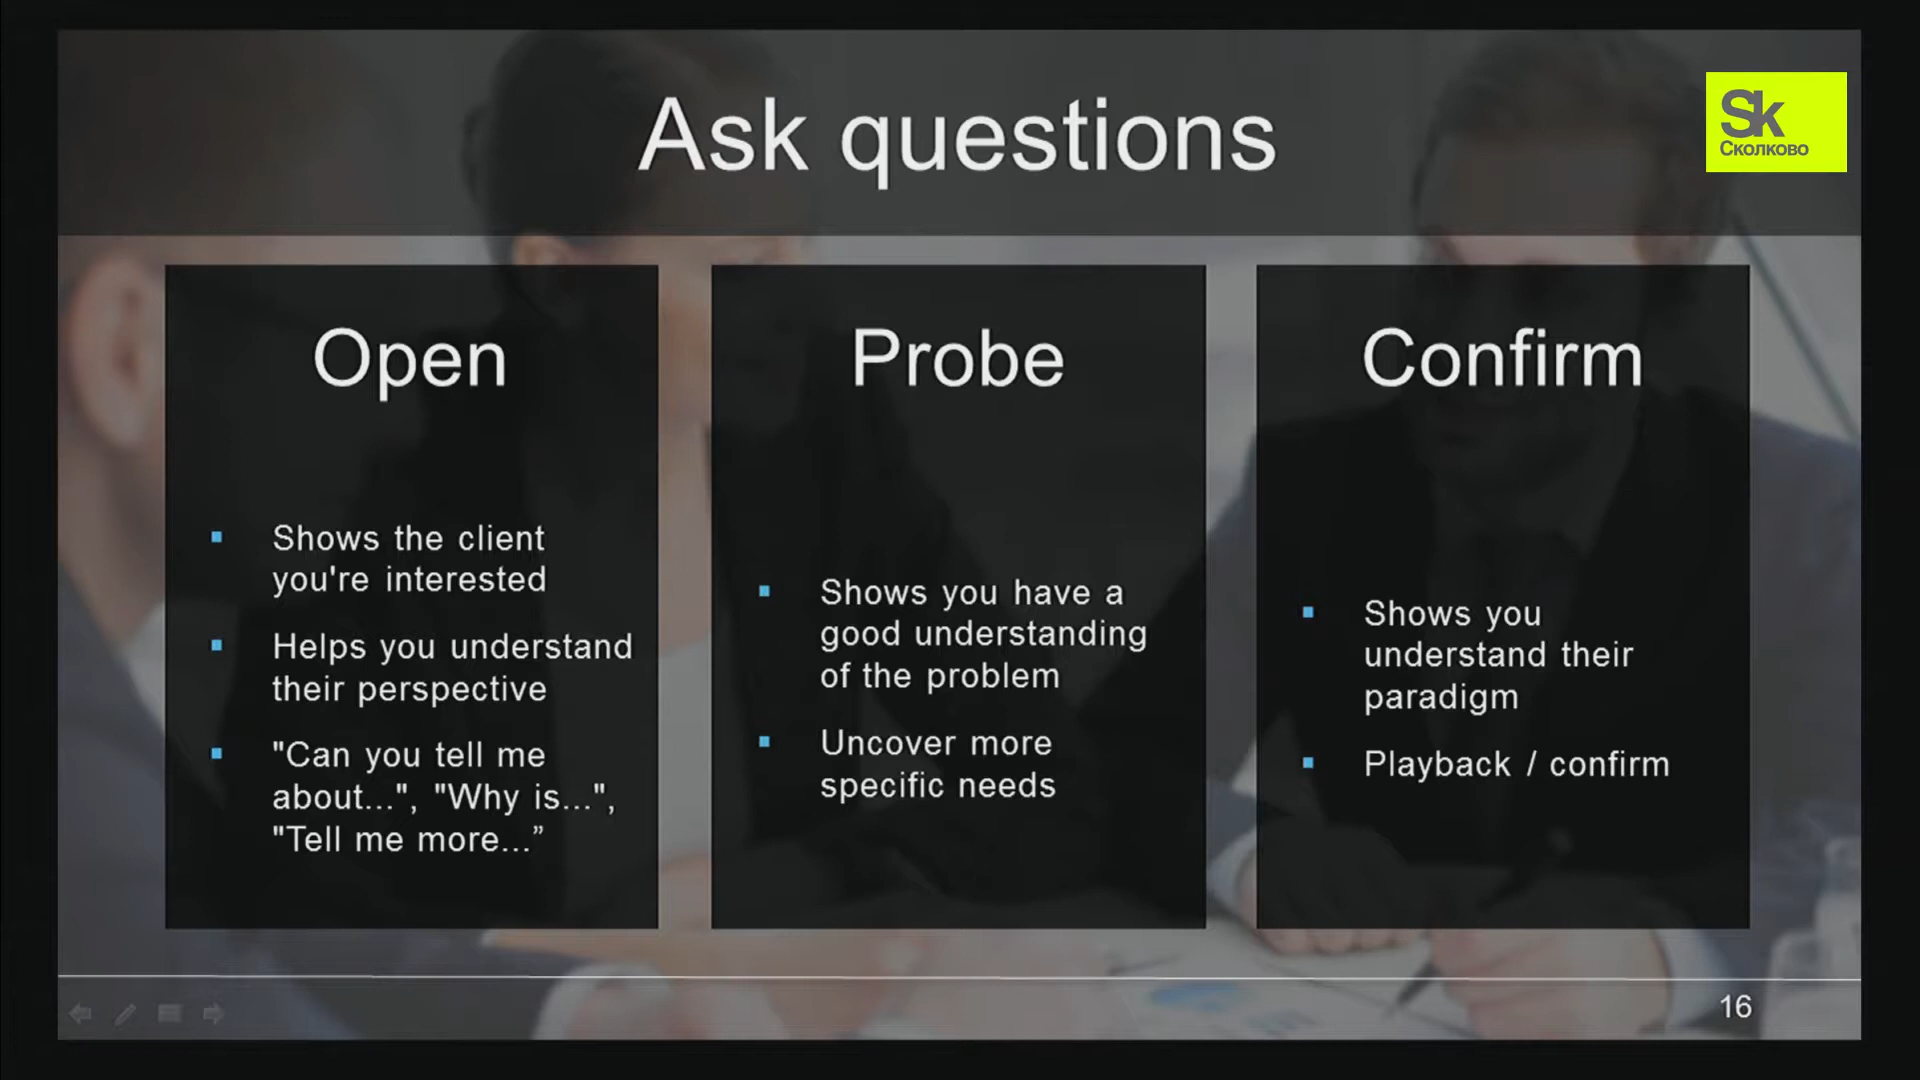 Ask questions
Sk
Сколково
Open
Shows the client
you're interested
Helps you understand
their perspective
"Can you tell me
about...", "Why is...",
"Tell me more...”
Probe
Shows you have a
good understanding
of the problem
Uncover more
specific needs
Confirm
Shows you
understand their
paradigm
Playback / confirm
16